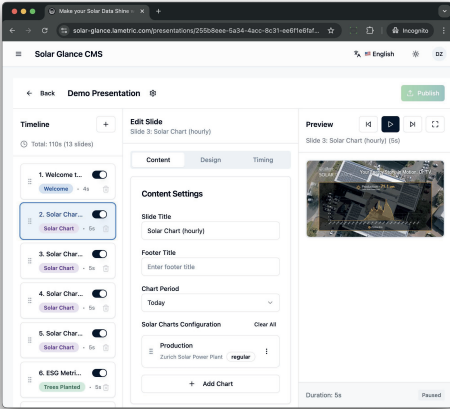 Make your Solar Data Shine
solar-glance.lametric.com/presentations/255b8eee-5a34-4acc-8c31-ee6f1e6faf...
Incognito
Solar Glance CMS
English
DZ
Back
Demo Presentation
Publish
Timeline
Total: 110s (13 slides)
1. Welcome t...
Welcome
4s
2. Solar Char...
Solar Chart
5s
3. Solar Char...
Solar Chart
5s
4. Solar Char...
Solar Chart
5s
5. Solar Char...
Solar Chart
5s
6. ESG Metri...
Trees Planted
5s
Edit Slide
Slide 3: Solar Chart (hourly)
Content
Design
Timing
Content Settings
Slide Title
Solar Chart (hourly)
Footer Title
Enter footer title
Chart Period
Today
Solar Charts Configuration
Clear All
Production
Zurich Solar Power Plant
regular
+ Add Chart
Preview
Slide 3: Solar Chart (hourly) (5s)
SOLAR
Duration: 5s
Paused